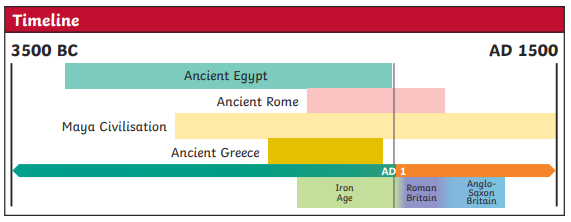 Timeline
3500 BC
AD 1500
Ancient Egypt
Ancient Rome
Maya Civilisation
Ancient Greece
AD 1
Iron
Age
Roman
Britain
Anglo-
Saxon
Britain